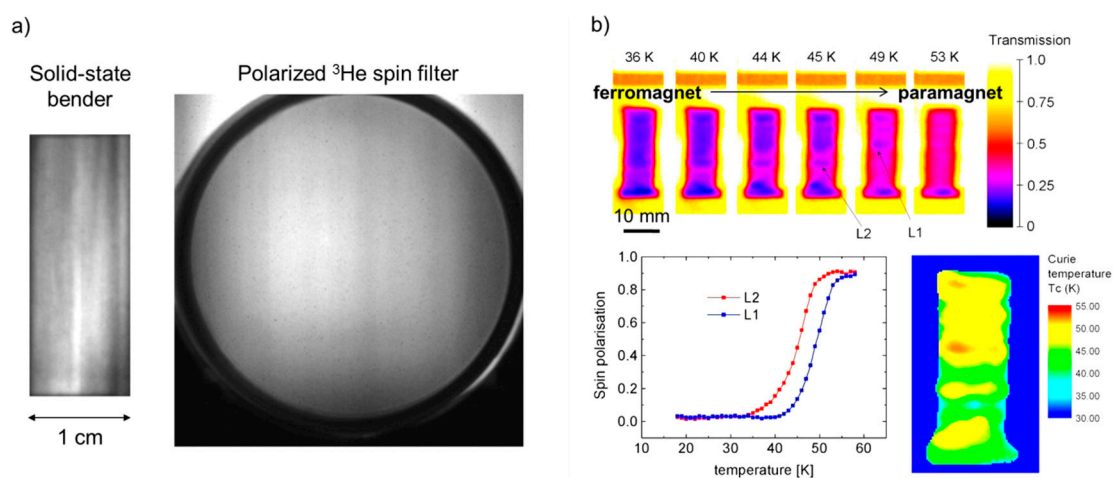 a)
Solid-state
bender
Polarized ³He spin filter
1 cm
b)
Transmission
36 K 40 K 44 K 45 K 49 K 53 K
ferromagnet paramagnet
1.0
0.75
0.5
0.25
0
10 mm
L2
L1
Spin polarisation
1.0
0.8
0.6
0.4
0.2
0.0
L2
L1
10 20 30 40 50 60
temperature [K]
Curie
temperature
Tc (K)
55.00
50.00
45.00
40.00
35.00
30.00